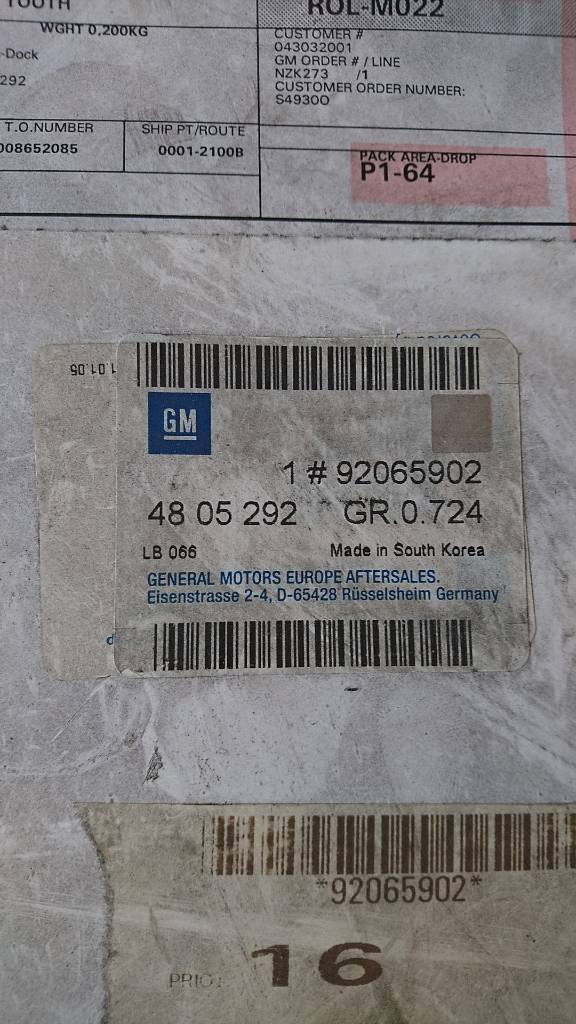 ROL-M022
WGHT 0,200KG
CUSTOMER #
043032001
-Dock
GM ORDER # / LINE
NZK273 /1
292
CUSTOMER ORDER NUMBER:
S49300
T.O.NUMBER
SHIP PT/ROUTE
008652085
0001-2100B
PACK AREA-DROP
P1-64
1.01.05
GM
1 # 92065902
48 05 292 GR.0.724
LB 066
Made in South Korea
GENERAL MOTORS EUROPE AFTERSALES.
Eisenstrasse 2-4, D-65428 Rüsselsheim Germany
d
*92065902*
16